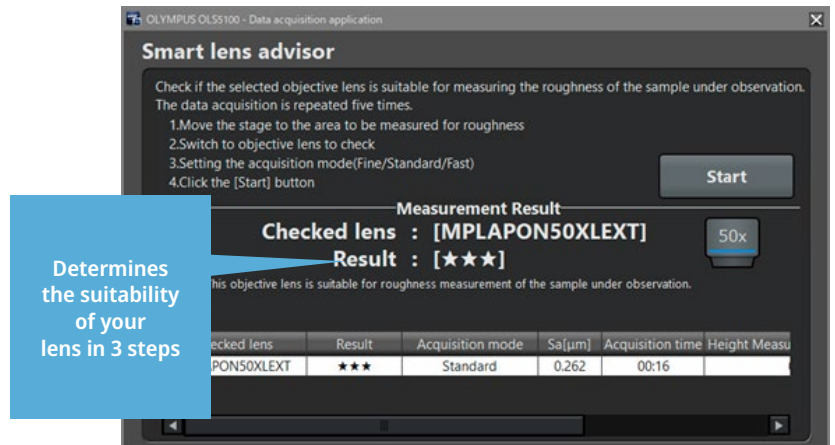 OLYMPUS OLS5100 - Data acquisition application
Smart lens advisor
Check if the selected objective lens is suitable for measuring the roughness of the sample under observation.
The data acquisition is repeated five times.
1.Move the stage to the area to be measured for roughness
2.Switch to objective lens to check
3.Setting the acquisition mode(Fine/Standard/Fast)
4.Click the [Start] button
Start
Measurement Result
Checked lens : [MPLAPON50XLEXT]
50x
Result : [★★★]
his objective lens is suitable for roughness measurement of the sample under observation.
Determines
the suitability
of your
lens in 3 steps
ecked lens Result Acquisition mode Sa[μm] Acquisition time Height Measu
PON50XLEXT ★★★ Standard 0.262 00:16